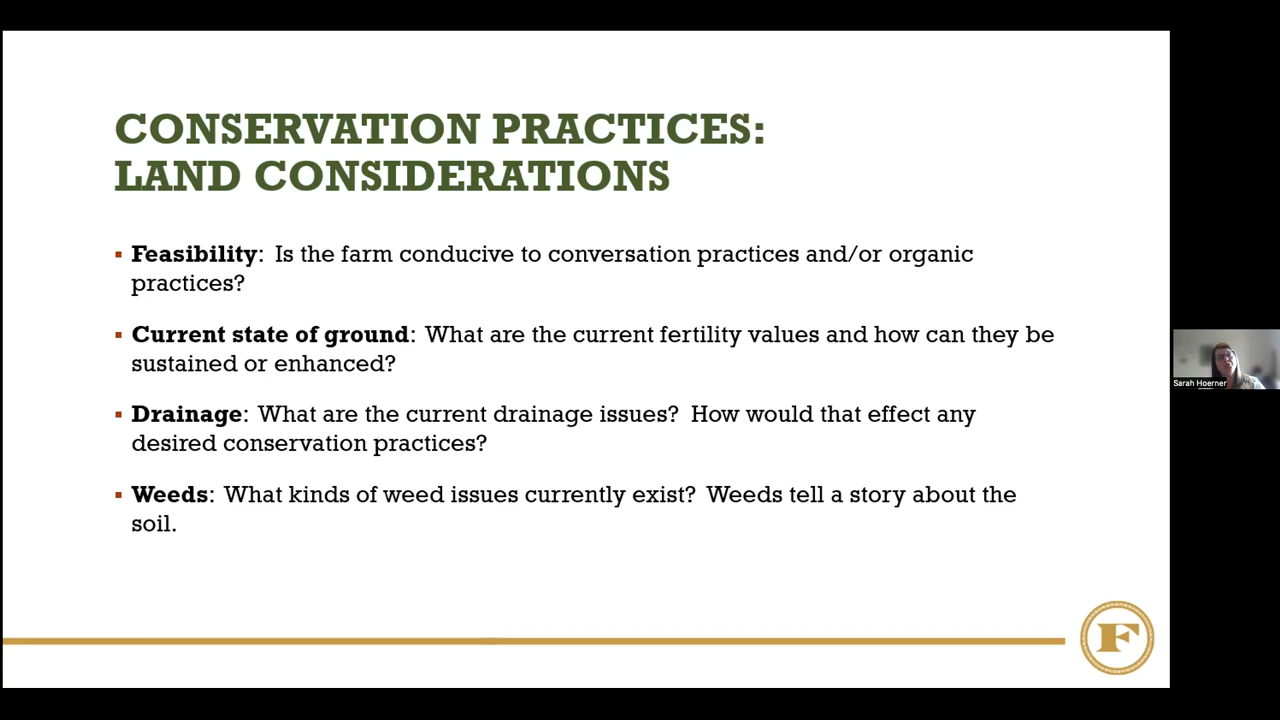 CONSERVATION PRACTICES:
LAND CONSIDERATIONS
▪ Feasibility: Is the farm conducive to conversation practices and/or organic
practices?
▪ Current state of ground: What are the current fertility values and how can they be
sustained or enhanced?
▪ Drainage: What are the current drainage issues? How would that effect any
desired conservation practices?
▪ Weeds: What kinds of weed issues currently exist? Weeds tell a story about the
soil.
Sarah Hoerner
F